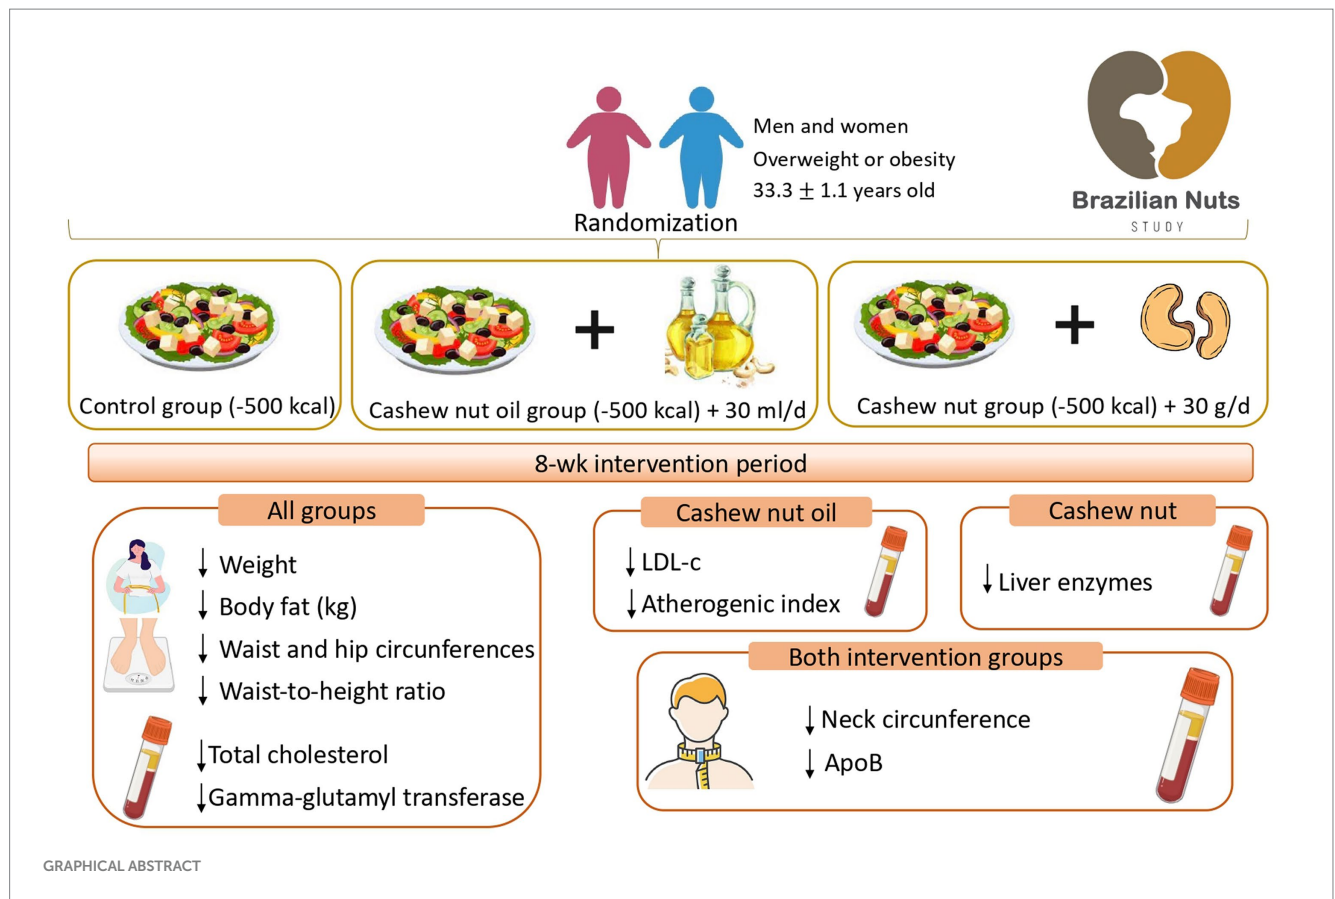 Men and women
Overweight or obesity
33.3 ± 1.1 years old
Brazilian Nuts
STUDY
Randomization
Control group (-500 kcal)
Cashew nut oil group (-500 kcal) + 30 ml/d
Cashew nut group (-500 kcal) + 30 g/d
8-wk intervention period
All groups
↓ Weight
↓ Body fat (kg)
↓ Waist and hip circunferences
↓ Waist-to-height ratio
↓Total cholesterol
↓Gamma-glutamyl transferase
Cashew nut oil
↓LDL-c
↓Atherogenic index
Cashew nut
↓Liver enzymes
Both intervention groups
↓ Neck circunference
↓ ApoB
GRAPHICAL ABSTRACT